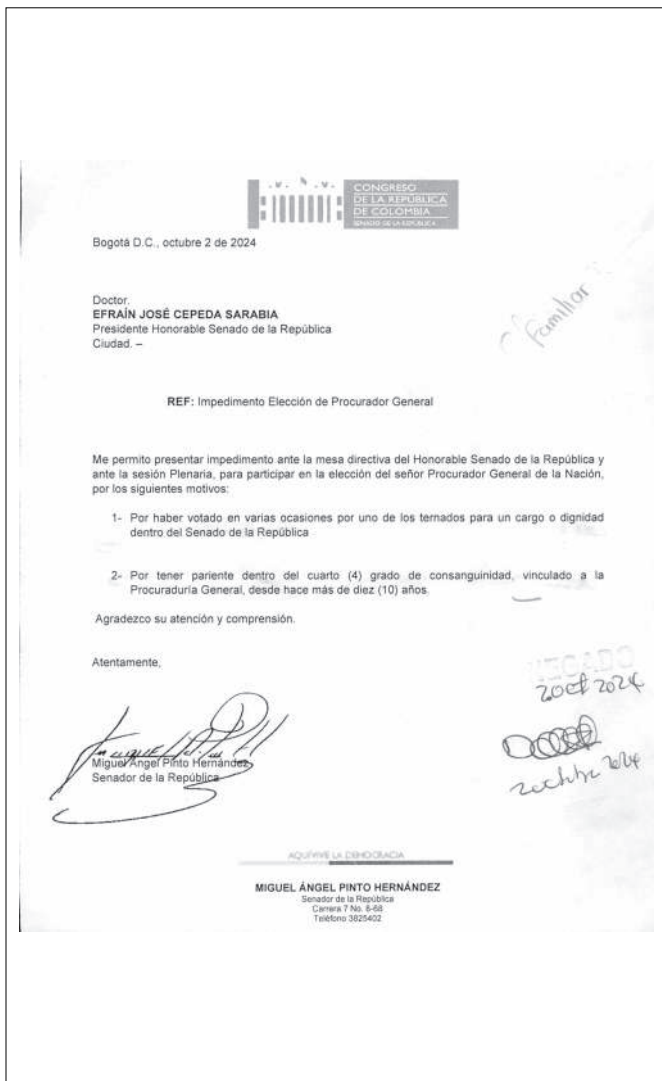 CONGRESO
DE LA REPÚBLICA
DE COLOMBIA
SENADO DE LA REPÚBLICA
Bogotá D.C., octubre 2 de 2024
Doctor.
EFRAÍN JOSÉ CEPEDA SARABIA
Presidente Honorable Senado de la República
Ciudad. –
Familiar
REF: Impedimento Elección de Procurador General
Me permito presentar impedimento ante la mesa directiva del Honorable Senado de la República y
ante la sesión Plenaria, para participar en la elección del señor Procurador General de la Nación,
por los siguientes motivos:
1- Por haber votado en varias ocasiones por uno de los ternados para un cargo o dignidad
dentro del Senado de la República
2- Por tener pariente dentro del cuarto (4) grado de consanguinidad, vinculado a la
Procuraduría General, desde hace más de diez (10) años.
Agradezco su atención y comprensión.
Atentamente,
NEGADO
2 oct 2024
Miguel Ángel Pinto Hernández
Senador de la República
2 octubre 2024
AQUÍ VIVE LA DEMOCRACIA
MIGUEL ÁNGEL PINTO HERNÁNDEZ
Senador de la República
Carrera 7 No. 8-68
Teléfono 3825402